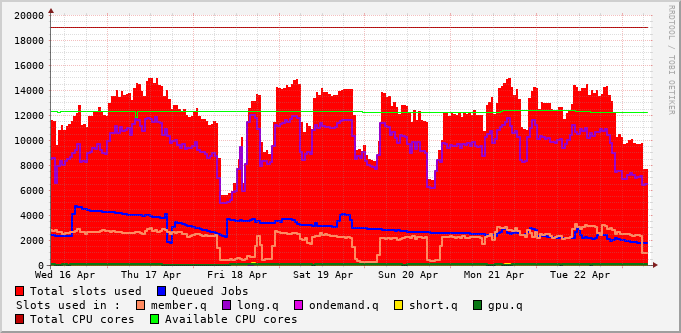 20000
18000
16000
14000
12000
10000
8000
6000
4000
2000
0
Wed 16 Apr Thu 17 Apr Fri 18 Apr Sat 19 Apr Sun 20 Apr Mon 21 Apr Tue 22 Apr
Total slots used Queued Jobs
Slots used in : member.q long.q ondemand.q short.q gpu.q
Total CPU cores Available CPU cores
RRDTOOL / TOBI OETIKER